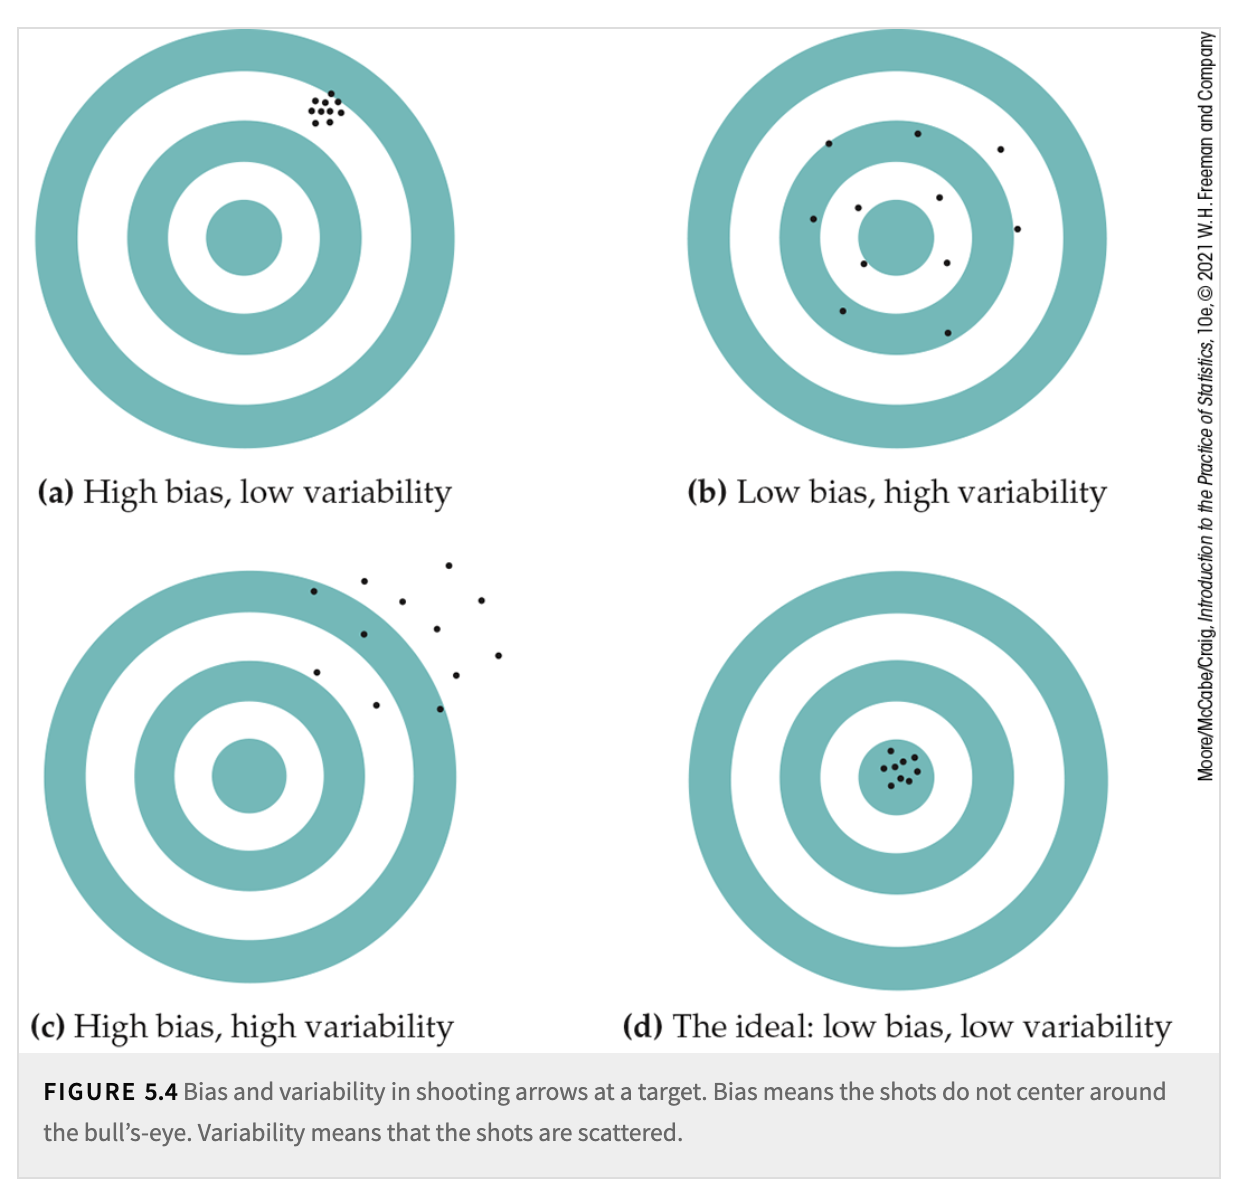 (a) High bias, low variability
(b) Low bias, high variability
(c) High bias, high variability
(d) The ideal: low bias, low variability
Moore/McCabe/Craig, Introduction to the Practice of Statistics, 10e, © 2021 W. H. Freeman and Company
FIGURE 5.4 Bias and variability in shooting arrows at a target. Bias means the shots do not center around
the bull’s-eye. Variability means that the shots are scattered.